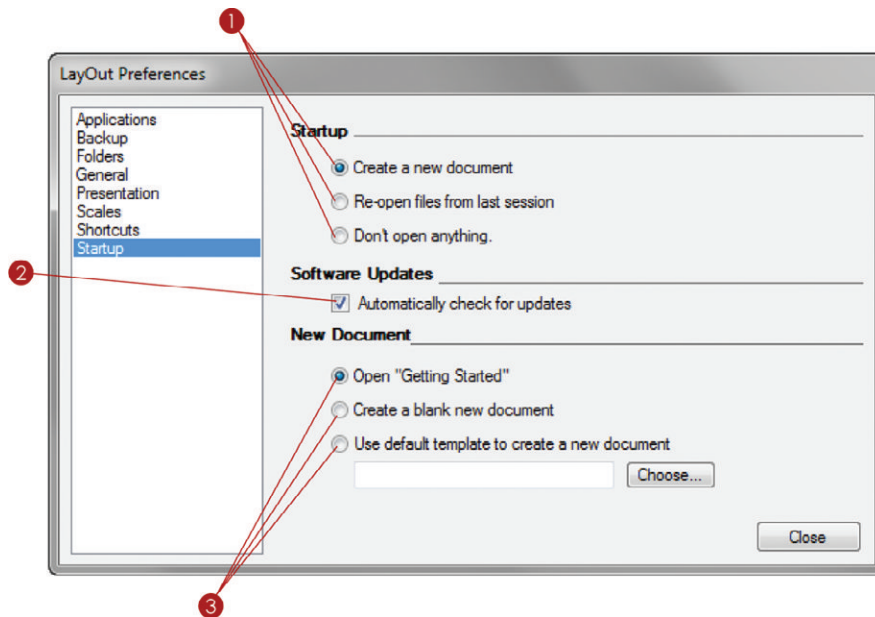 1
LayOut Preferences
Applications
Backup
Folders
General
Presentation
Scales
Shortcuts
Startup
Startup
Create a new document
Re-open files from last session
Don't open anything.
2
Software Updates
Automatically check for updates
New Document
Open "Getting Started"
Create a blank new document
Use default template to create a new document
Choose...
Close
3